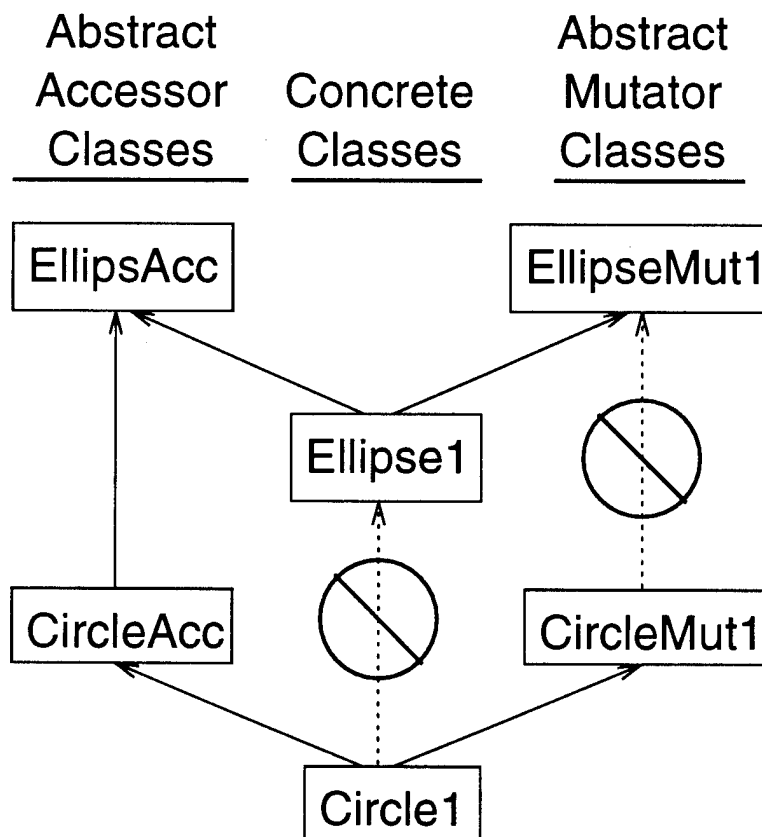 Abstract
Accessor
Classes
Concrete
Classes
Abstract
Mutator
Classes
EllipsAcc
EllipseMut1
Ellipse1
CircleAcc
CircleMut1
Circle1